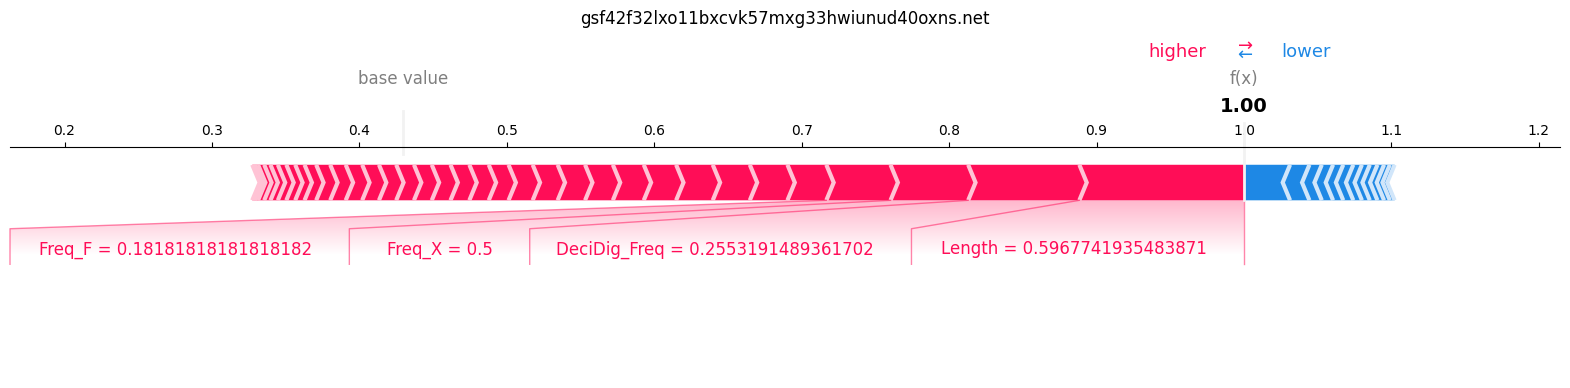 gsf42f32lxo11bxcvk57mxg33hwiunud40oxns.net
higher ⇄ lower
base value f(x)
1.00
0.2 0.3 0.4 0.5 0.6 0.7 0.8 0.9 1.0 1.1 1.2
Freq_F = 0.18181818181818182 Freq_X = 0.5 DeciDig_Freq = 0.2553191489361702 Length = 0.5967741935483871